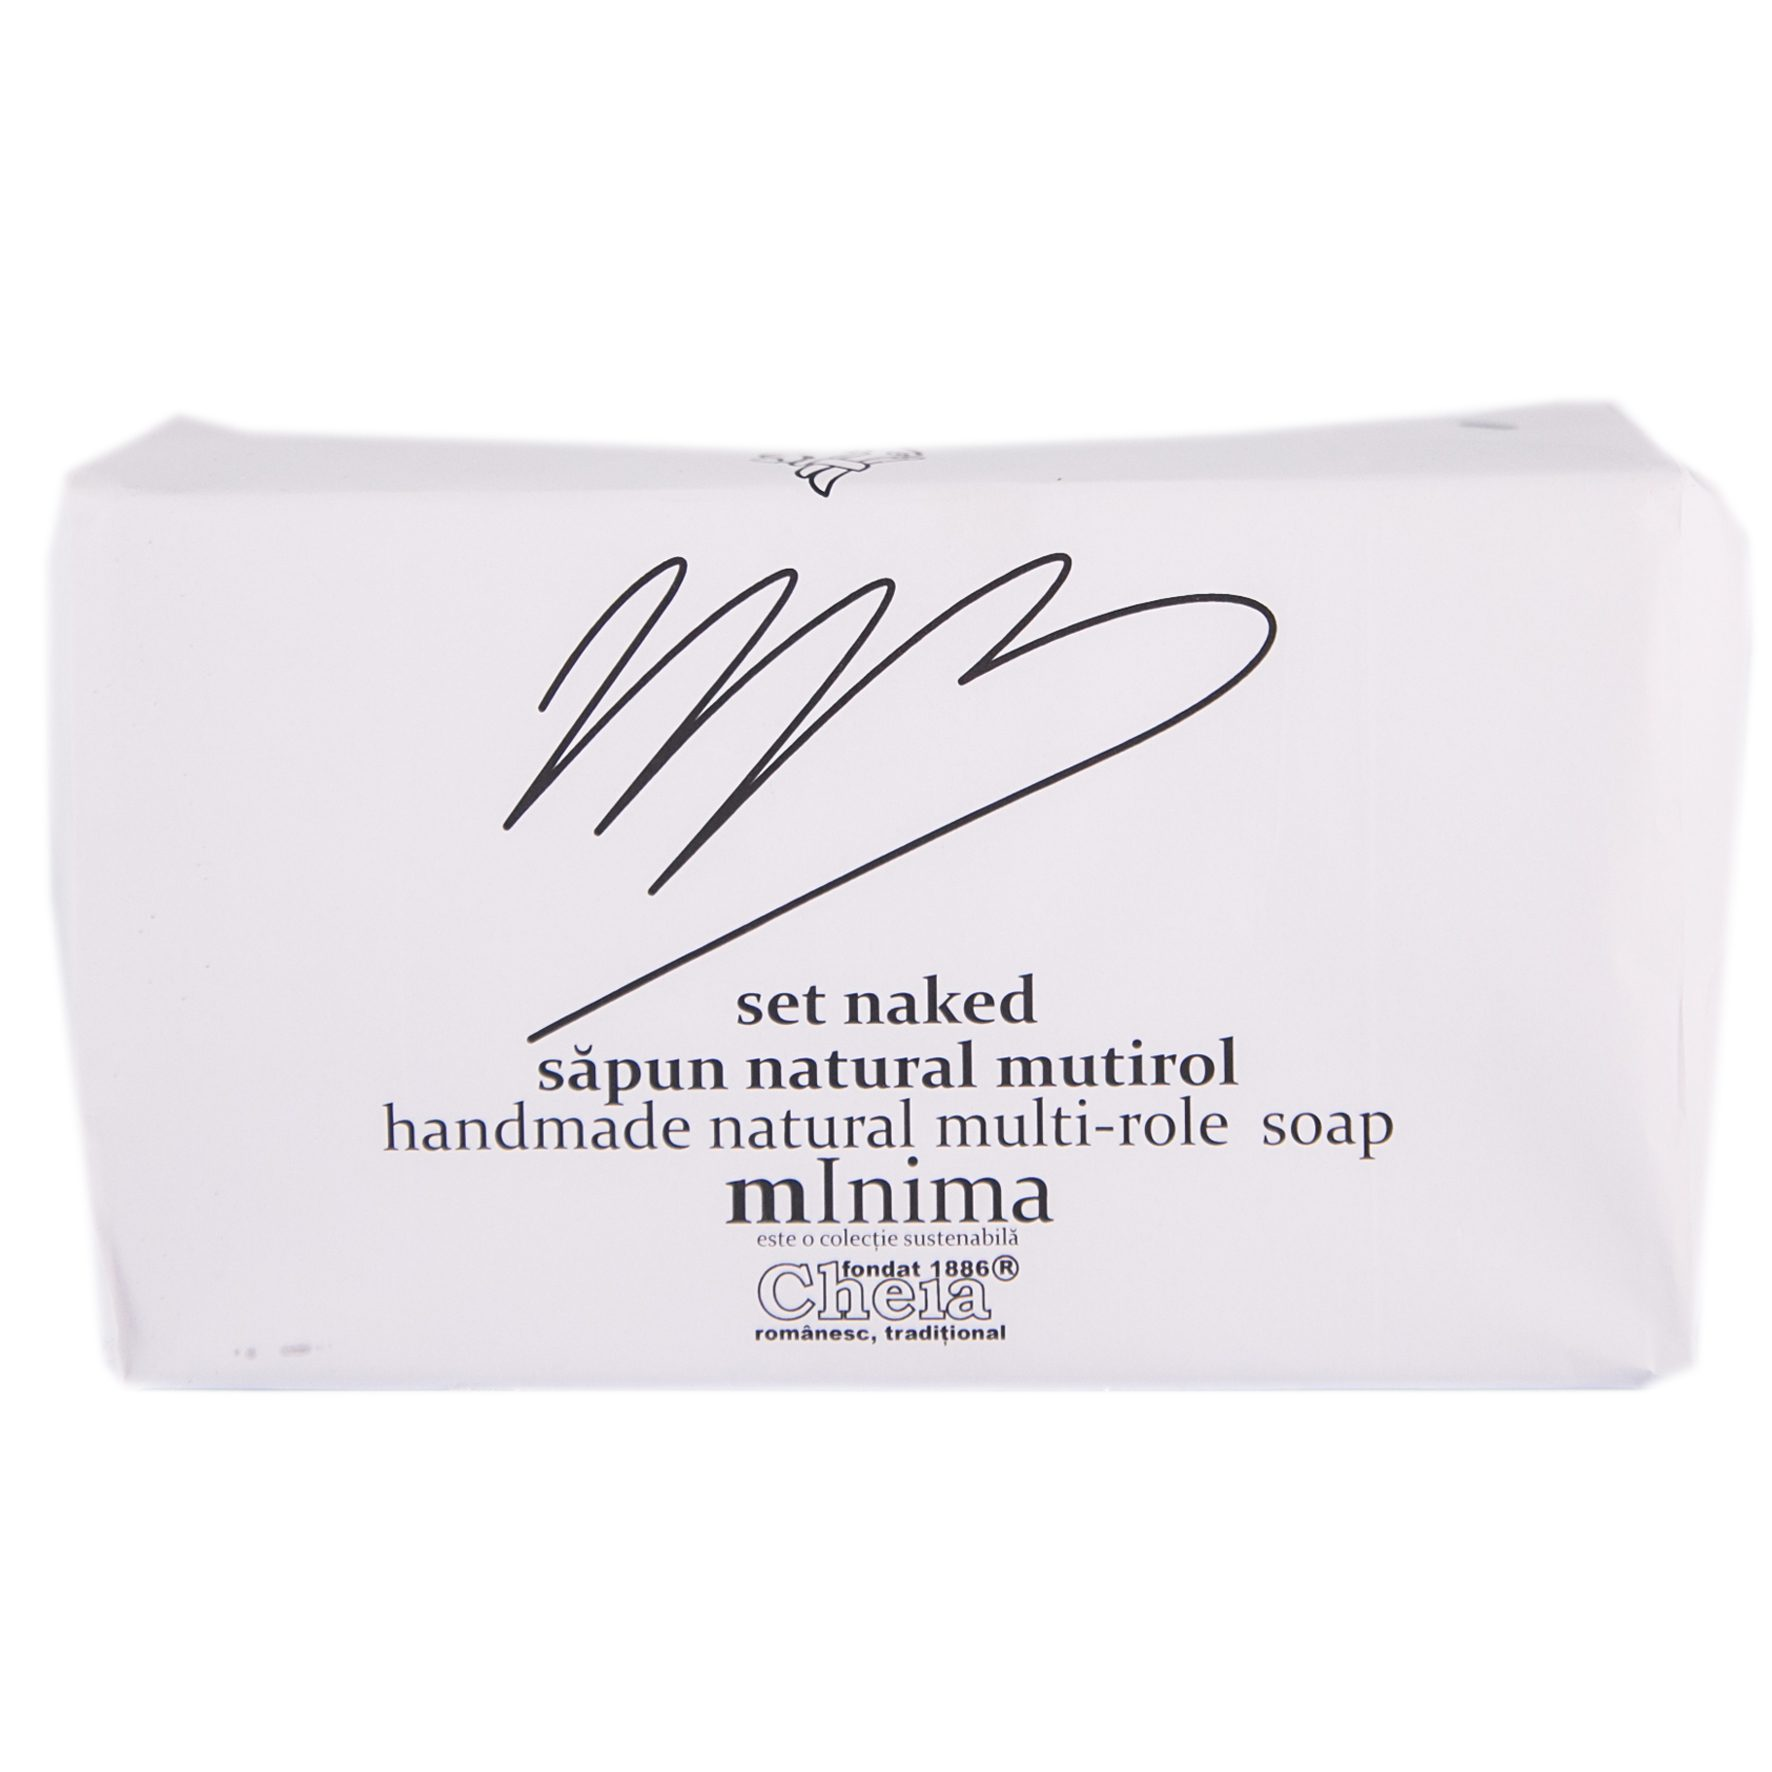 set naked
săpun natural mutirol
handmade natural multi-role soap
mInima
este o colecție sustenabilă
fondat 1886®
Cheia
românesc, tradițional